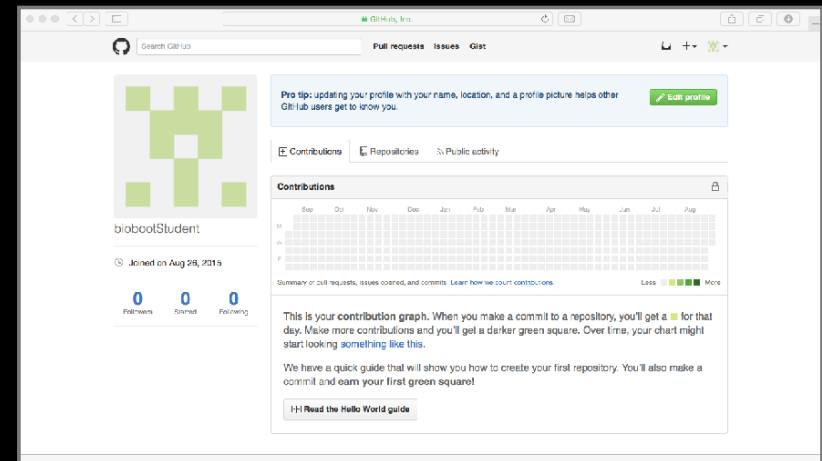 GitHub, Inc.
Search GitHub
Pull requests Issues Gist
Pro tip: updating your profile with your name, location, and a profile picture helps other
GitHub users get to know you.
Edit profile
Contributions Repositories Public activity
biobootStudent
Joined on Aug 26, 2015
0 0 0
Followers Starred Following
Contributions
Sep Oct Nov Dec Jan Feb Mar Apr May Jun Jul Aug
M
W
F
Summary of pull requests, issues opened, and commits. Learn how we count contributions. Less More
This is your contribution graph. When you make a commit to a repository, you'll get a for that
day. Make more contributions and you'll get a darker green square. Over time, your chart might
start looking something like this.
We have a quick guide that will show you how to create your first repository. You'll also make a
commit and earn your first green square!
Read the Hello World guide